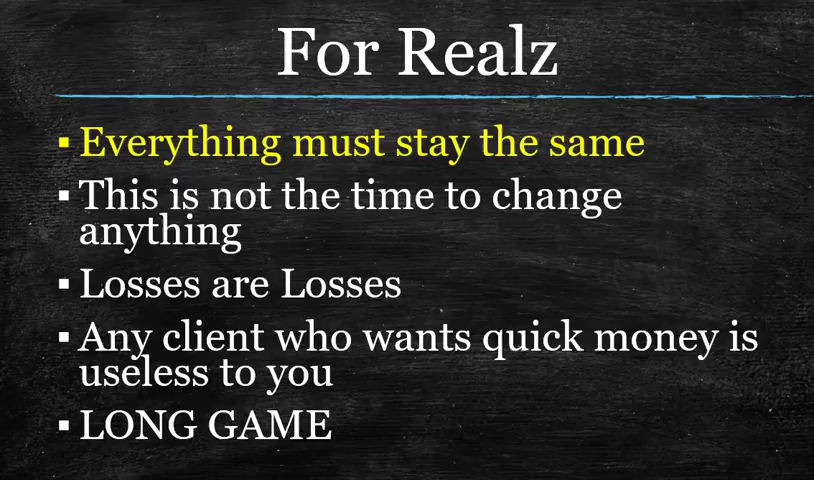 For Realz
▪ Everything must stay the same
▪ This is not the time to change
anything
▪ Losses are Losses
▪ Any client who wants quick money is
useless to you
▪ LONG GAME